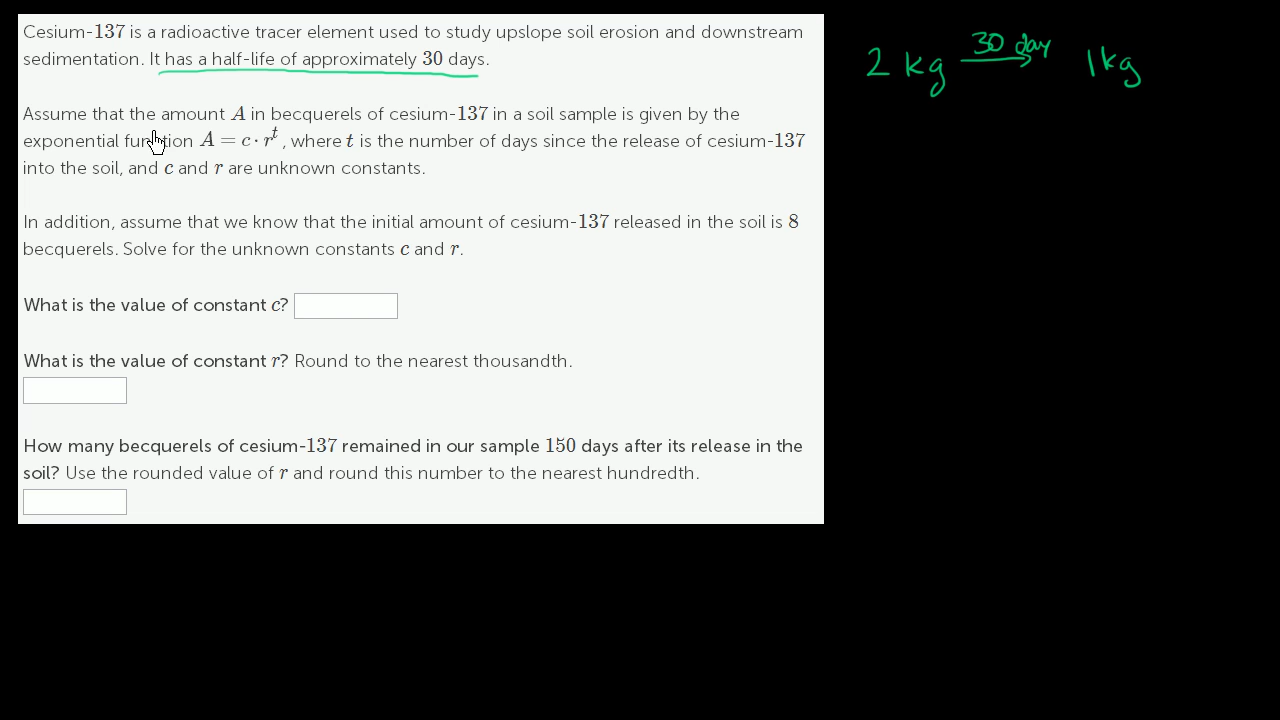 Cesium-137 is a radioactive tracer element used to study upslope soil erosion and downstream
sedimentation. It has a half-life of approximately 30 days.
2 kg 30 day 1 kg
Assume that the amount A in becquerels of cesium-137 in a soil sample is given by the
exponential function A = c · r^t , where t is the number of days since the release of cesium-137
into the soil, and c and r are unknown constants.
In addition, assume that we know that the initial amount of cesium-137 released in the soil is 8
becquerels. Solve for the unknown constants c and r.
What is the value of constant c?
What is the value of constant r? Round to the nearest thousandth.
How many becquerels of cesium-137 remained in our sample 150 days after its release in the
soil? Use the rounded value of r and round this number to the nearest hundredth.